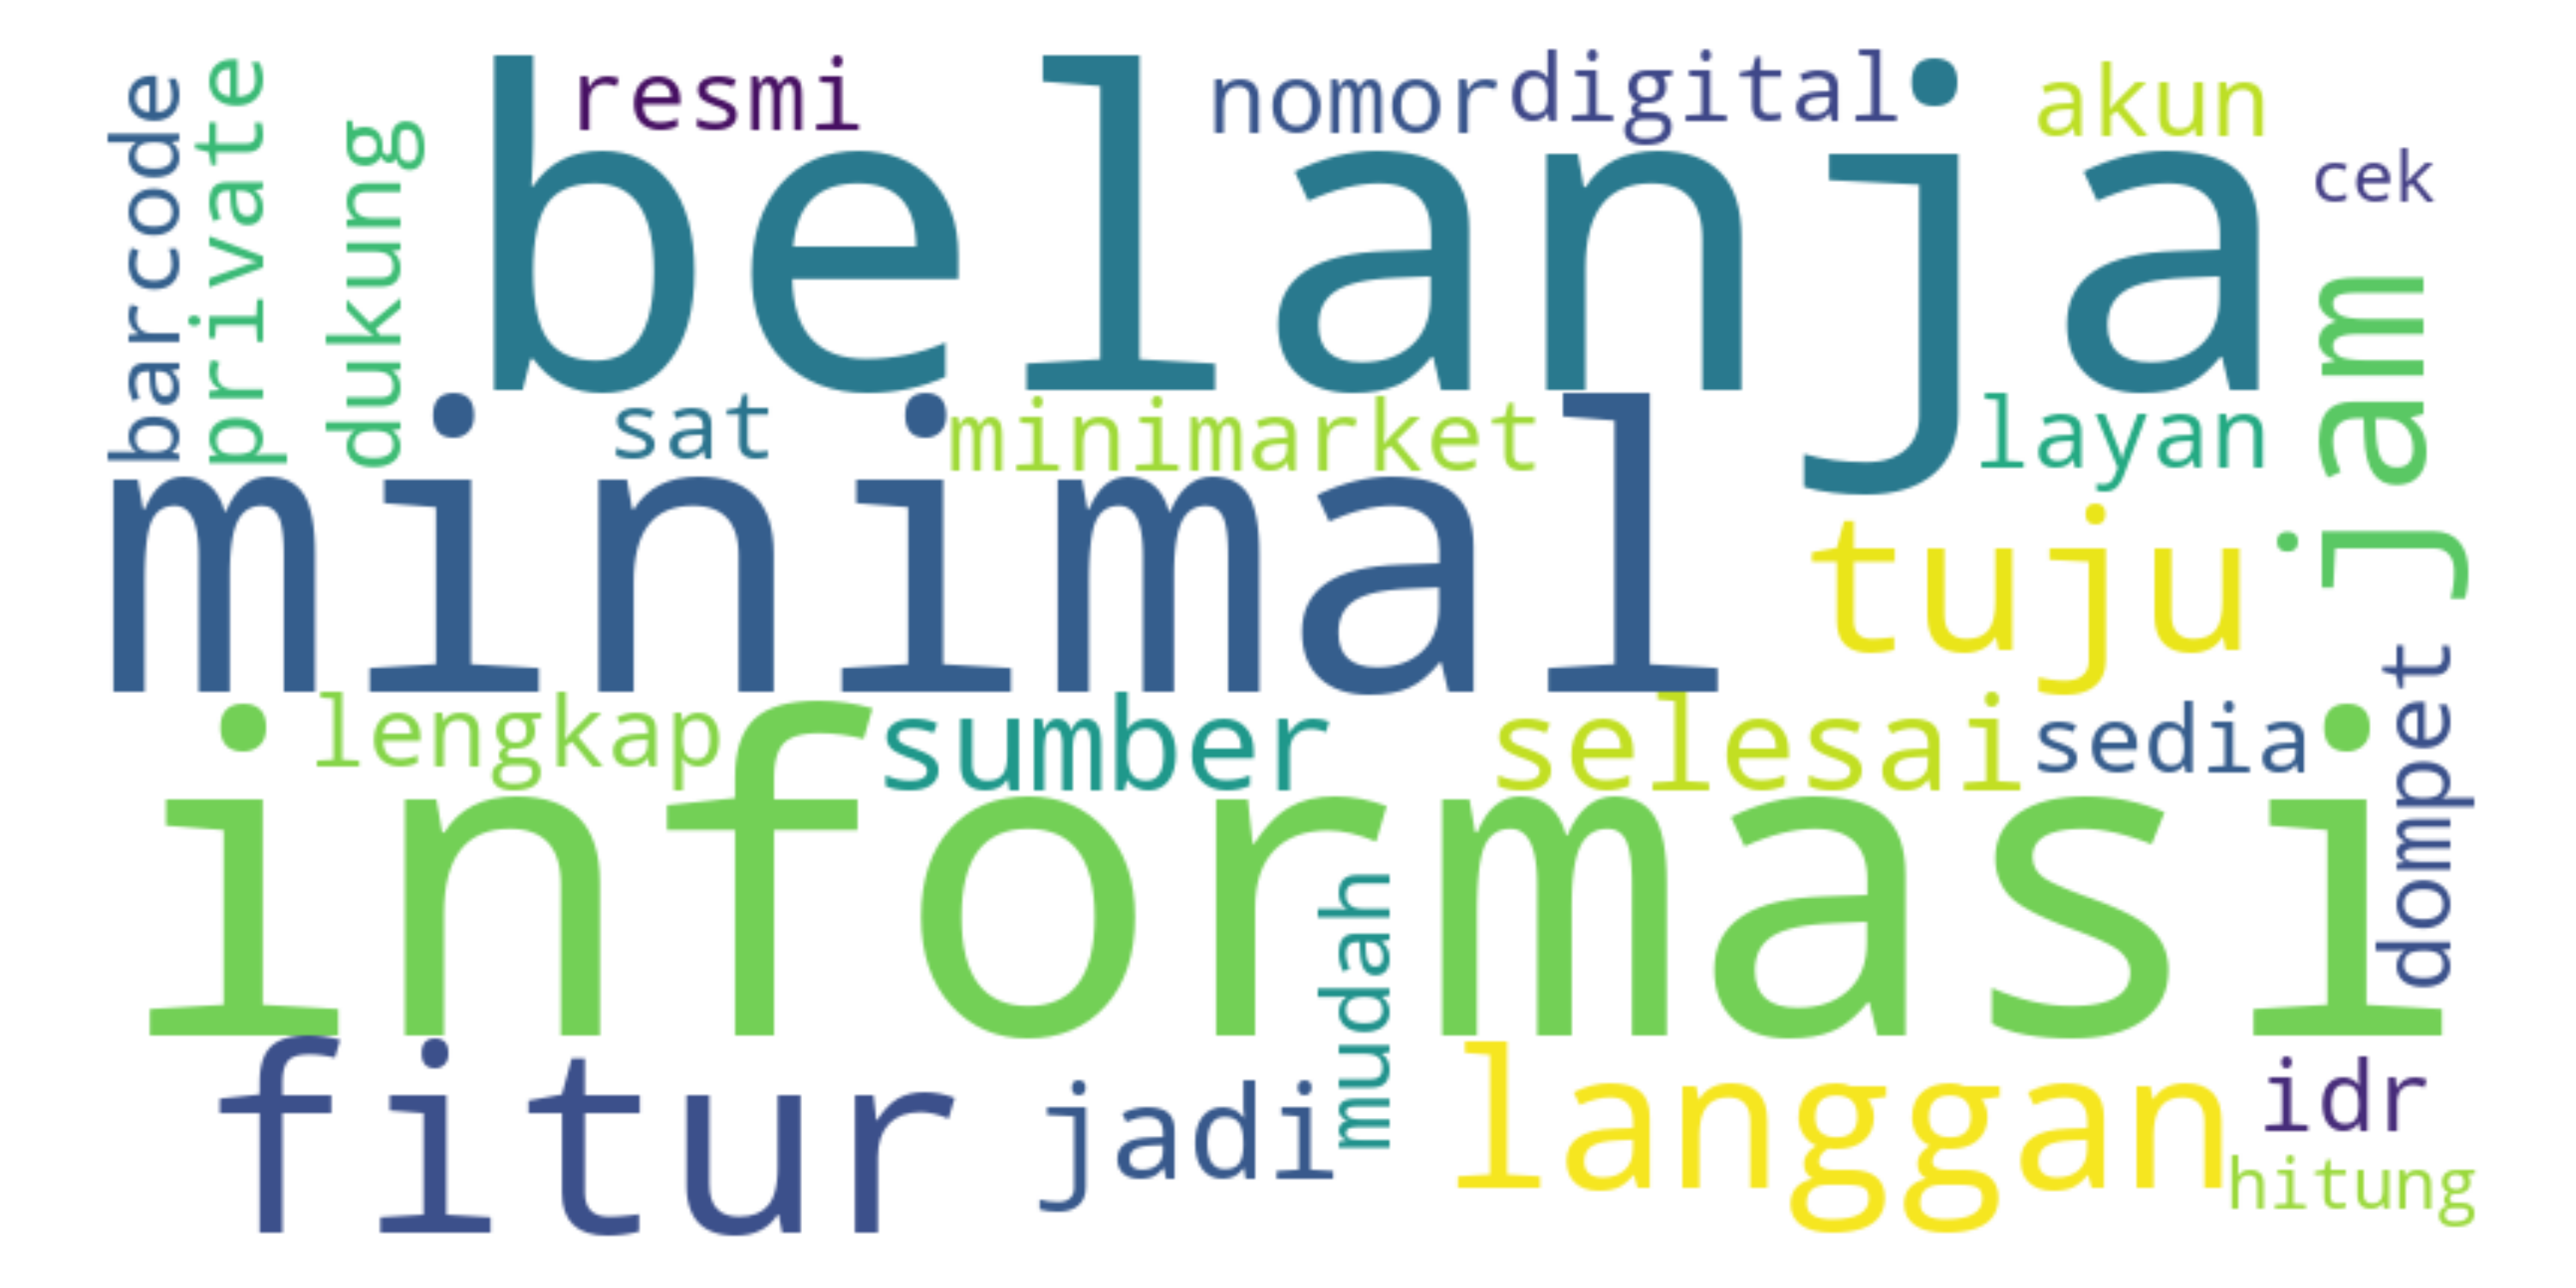 barcode
private
dukung
resmi
nomor
digital
akun
cek
belanja
jam
sat
minimarket
layan
minimal
tuju
dompet
lengkap
sumber
selesai
sedia
informasi
mudah
fitur
jadi
langgan
idr
hitung